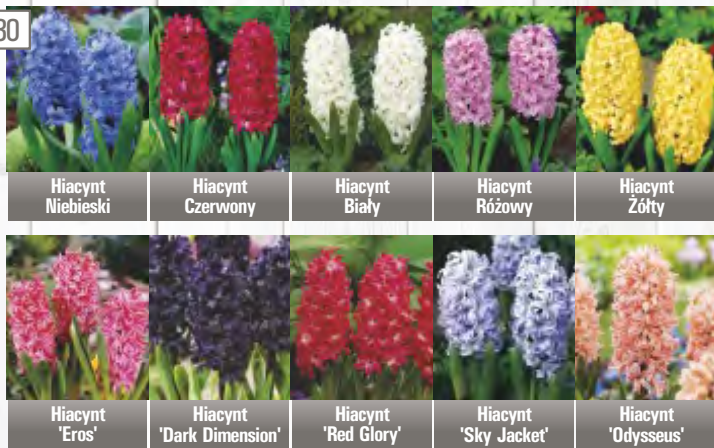 30
Hiacynt
Niebieski
Hiacynt
Czerwony
Hiacynt
Biały
Hiacynt
Różowy
Hiacynt
Żółty
Hiacynt
'Eros'
Hiacynt
'Dark Dimension'
Hiacynt
'Red Glory'
Hiacynt
'Sky Jacket'
Hiacynt
'Odysseus'